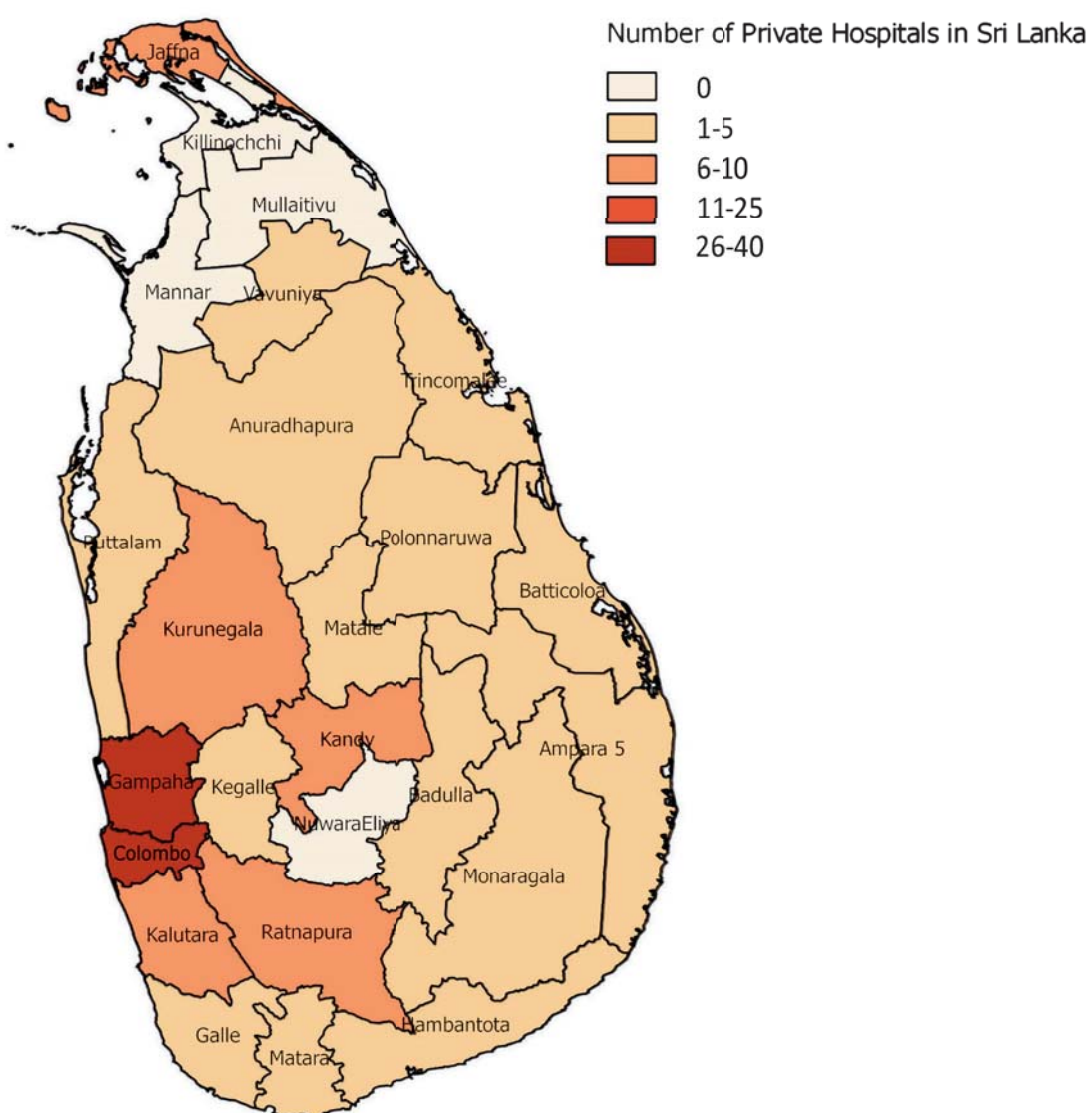 Number of Private Hospitals in Sri Lanka
0
1-5
6-10
11-25
26-40
Jaffna
Killinochchi
Mullaitivu
Mannar
Vavuniya
Trincomalee
Anuradhapura
Puttalam
Polonnaruwa
Batticoloa
Kurunegala
Matale
Kandy
Ampara 5
Gampaha
Kegalle
Badulla
NuwaraEliya
Colombo
Monaragala
Kalutara
Ratnapura
Hambantota
Galle
Matara